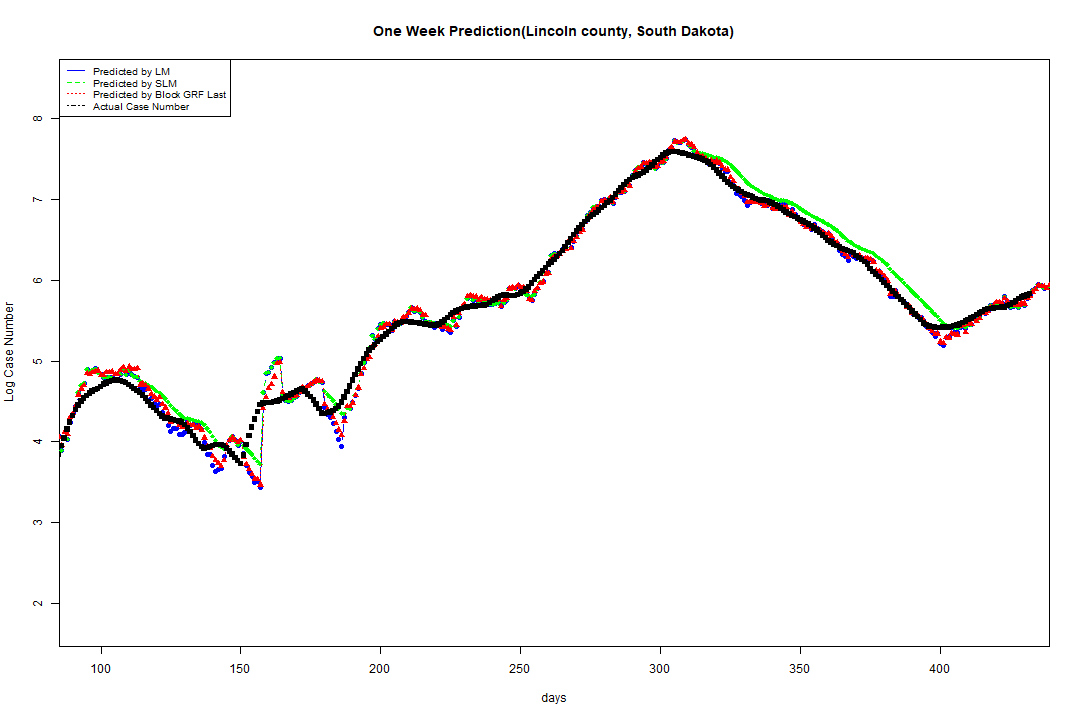 One Week Prediction(Lincoln county, South Dakota)
Predicted by LM
Predicted by SLM
Predicted by Block GRF Last
Actual Case Number
Log Case Number
8
7
6
5
4
3
2
100 150 200 250 300 350 400
days